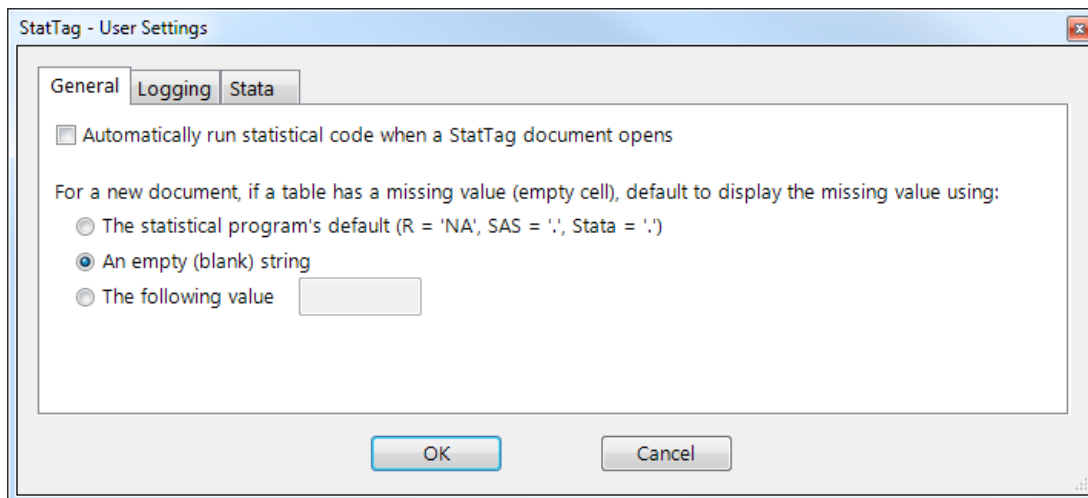 StatTag - User Settings
General Logging Stata
Automatically run statistical code when a StatTag document opens
For a new document, if a table has a missing value (empty cell), default to display the missing value using:
The statistical program's default (R = 'NA', SAS = '.', Stata = '.')
An empty (blank) string
The following value
OK Cancel